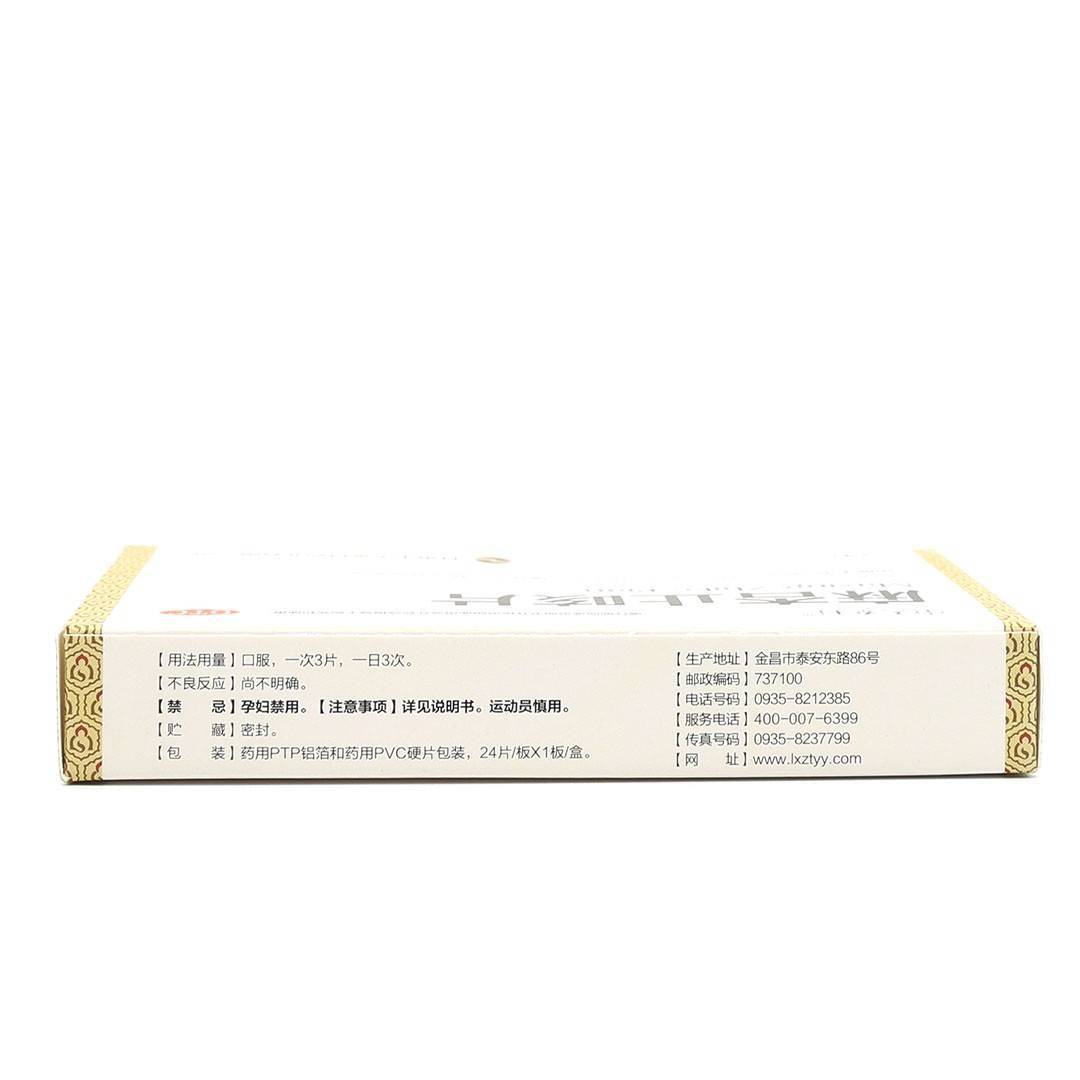 麻杏止咳片
【用法用量】口服，一次3片，一日3次。
【不良反应】尚不明确。
【禁　　忌】孕妇禁用。【注意事项】详见说明书。运动员慎用。
【贮　　藏】密封。
【包　　装】药用PTP铝箔和药用PVC硬片包装，24片/板X1板/盒。
【生产地址】金昌市泰安东路86号
【邮政编码】737100
【电话号码】0935-8212385
【服务电话】400-007-6399
【传真号码】0935-8237799
【网　　址】www.lxztyy.com